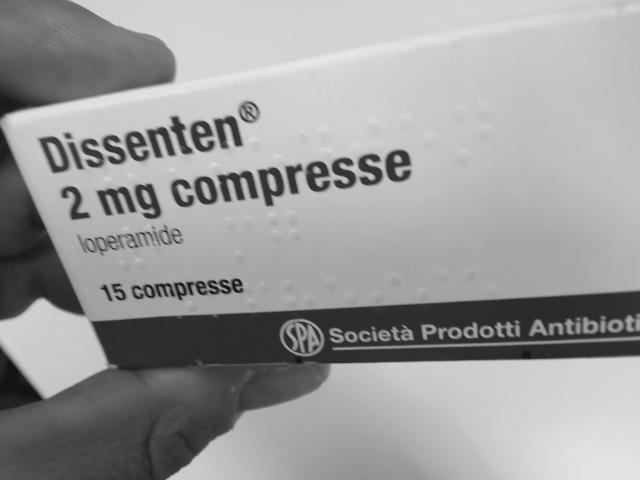 Dissenten®
2 mg compresse
loperamide
15 compresse
SPA Società Prodotti Antibioti